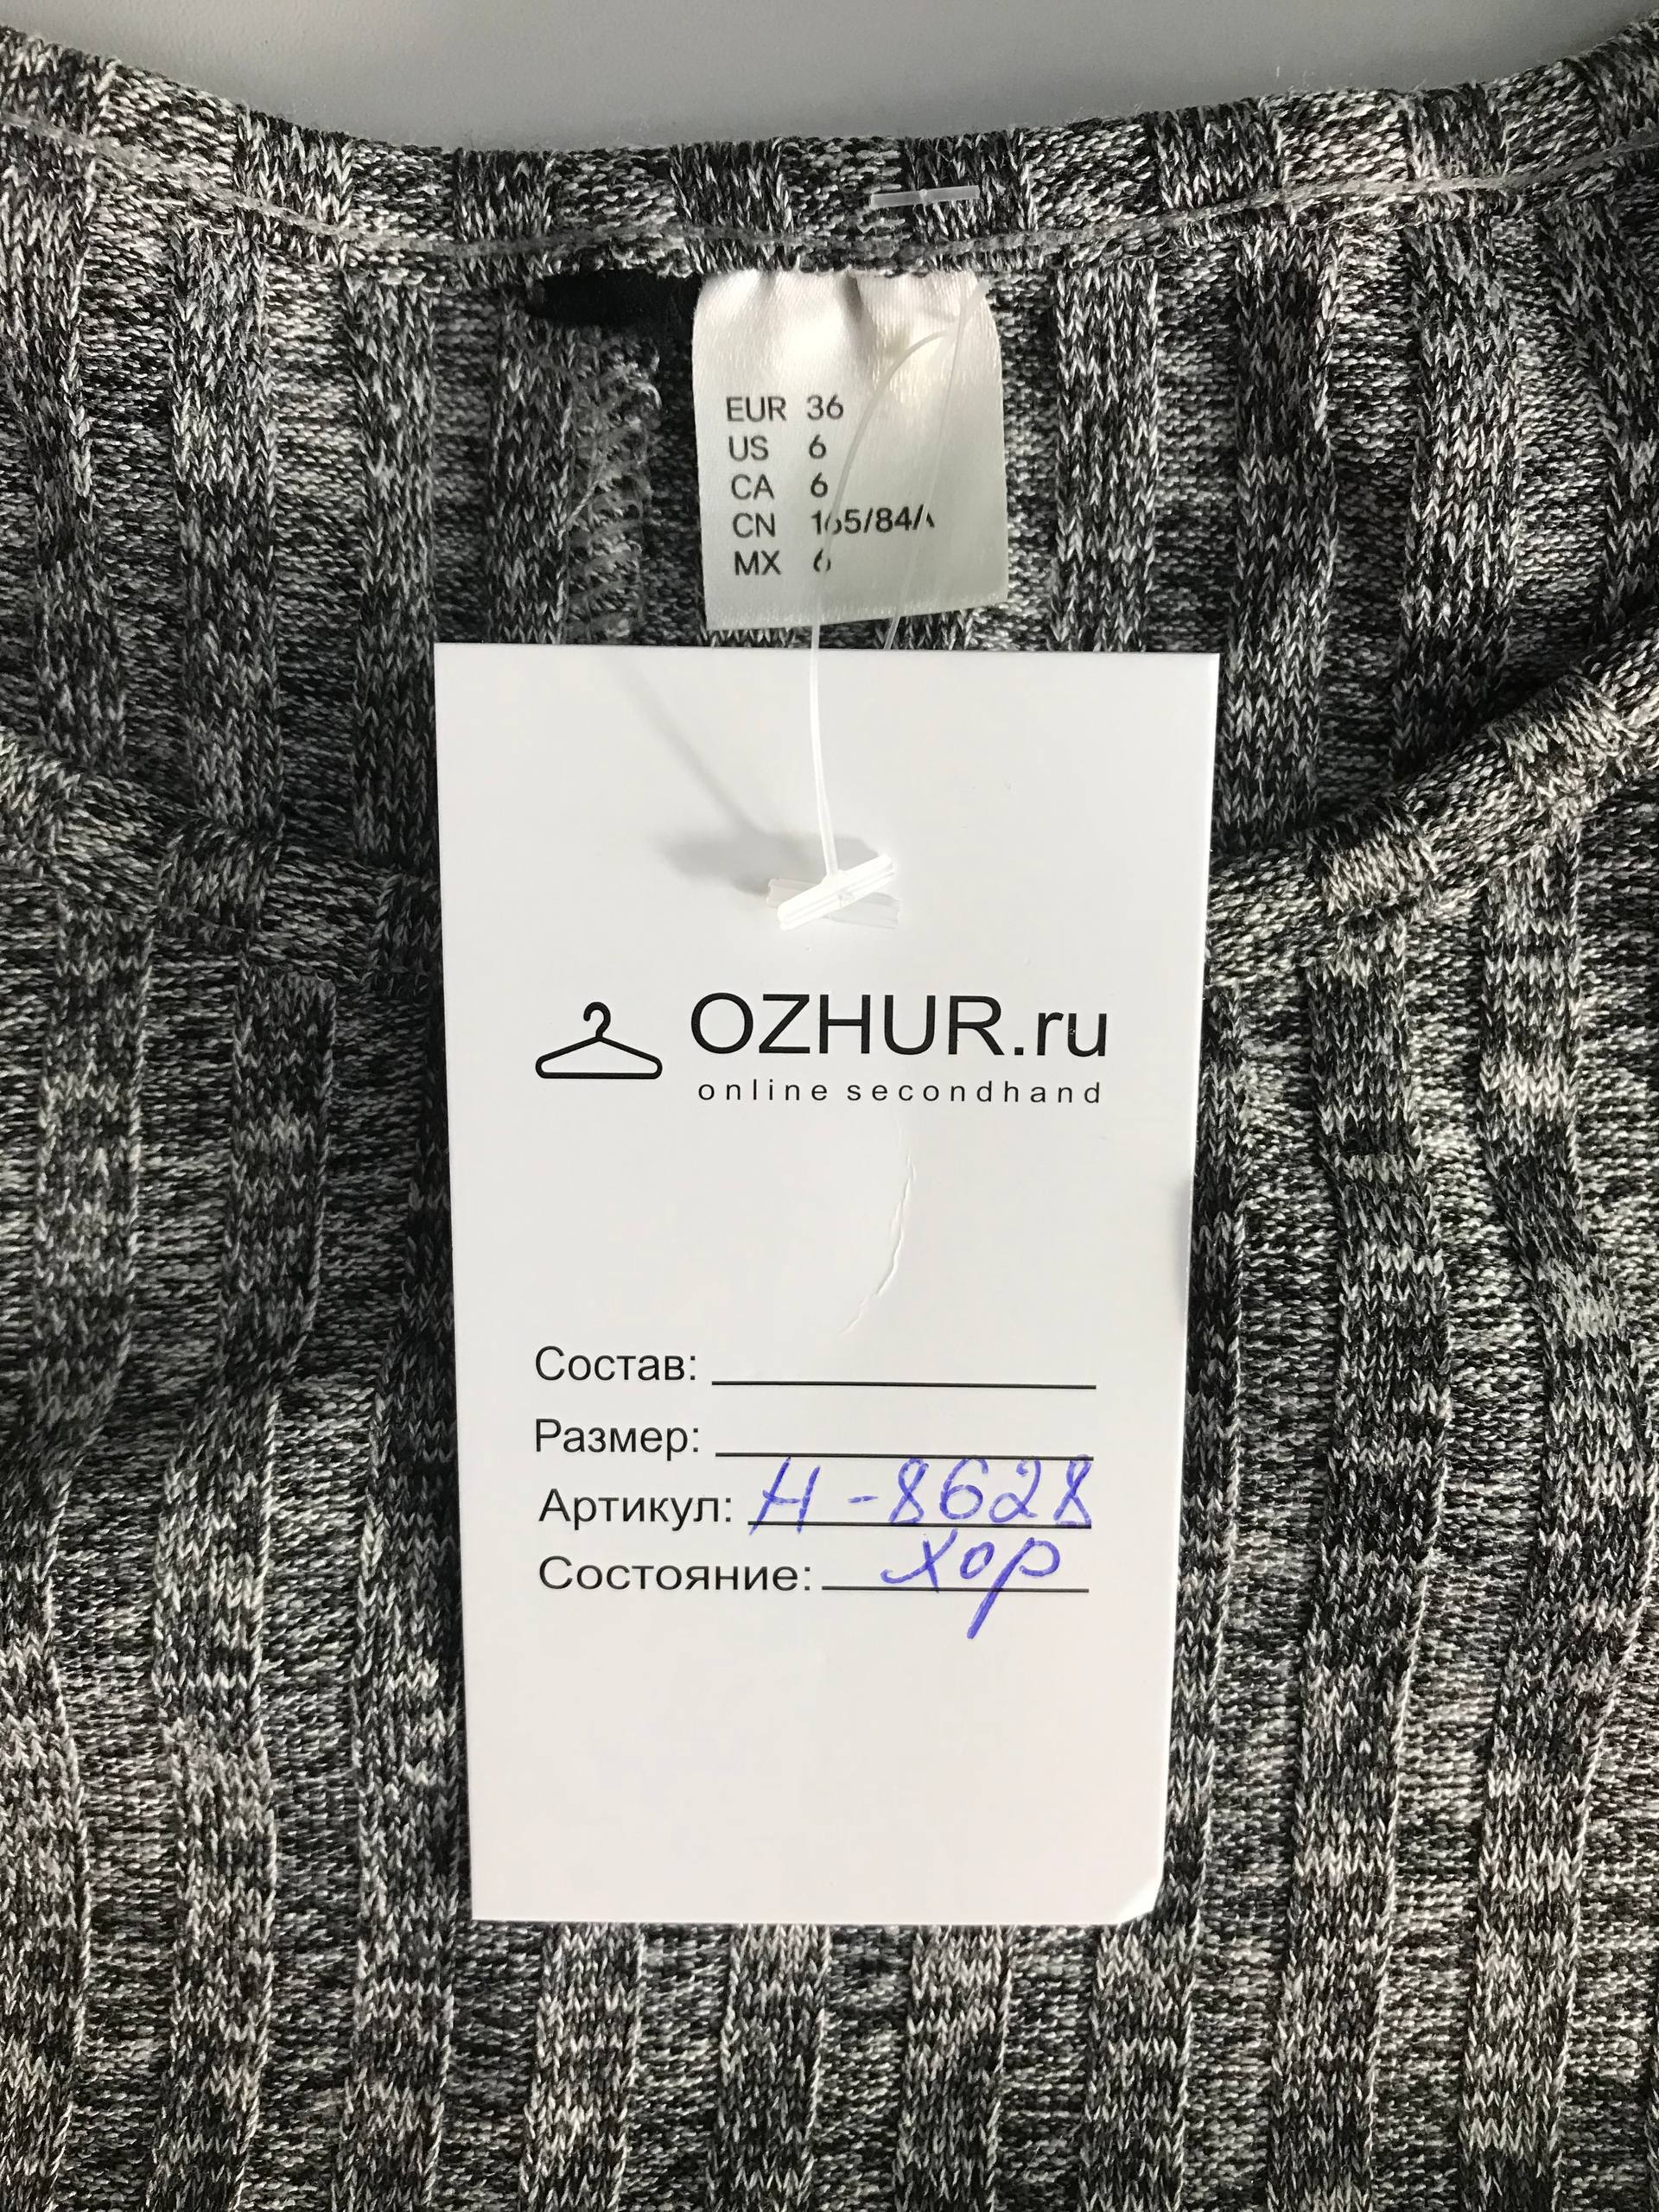 EUR 36
US 6
CA 6
CN 165/84/A
MX 6
OZHUR.ru
online secondhand
Состав:
Размер:
Артикул: Н-8628
Состояние: хор